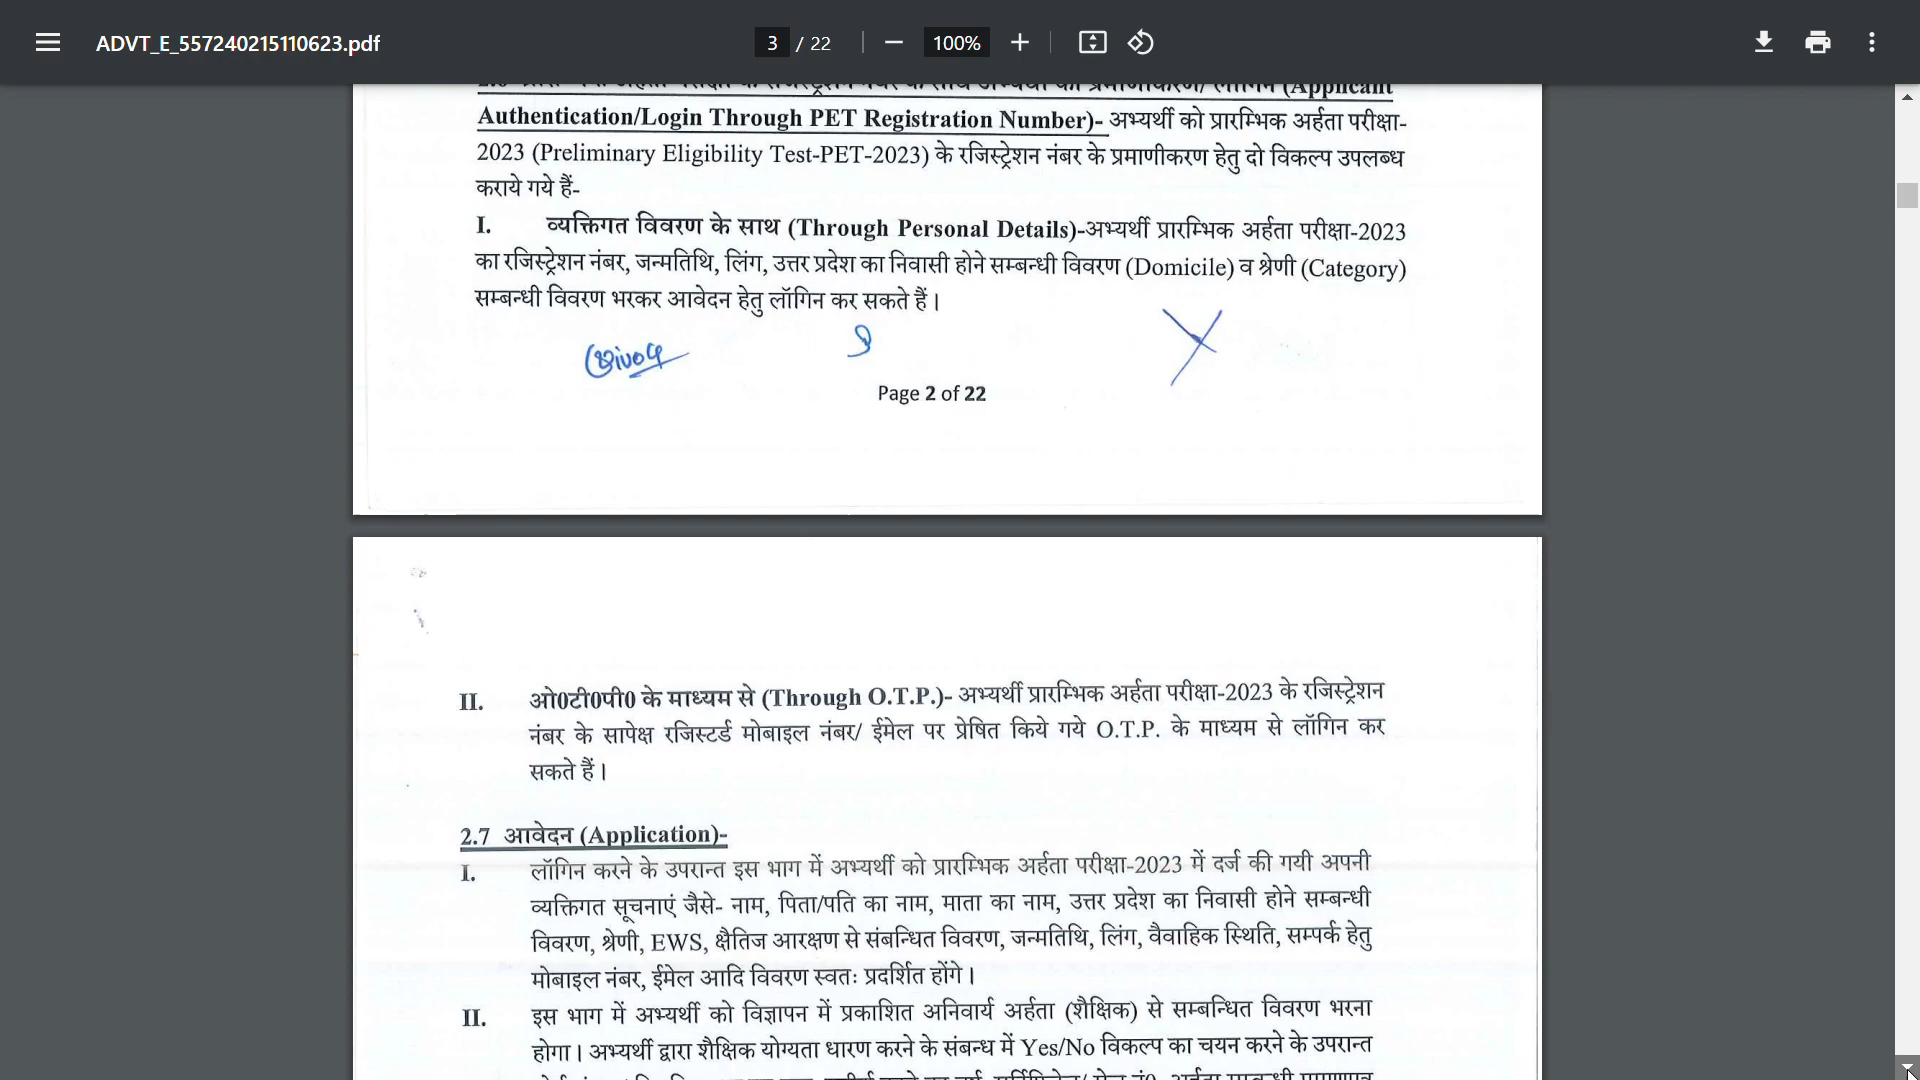 ADVT_E_557240215110623.pdf
3 / 22
100%
(Applicant
Authentication/Login Through PET Registration Number)- अभ्यर्थी को प्रारम्भिक अर्हता परीक्षा-
2023 (Preliminary Eligibility Test-PET-2023) के रजिस्ट्रेशन नंबर के प्रमाणीकरण हेतु दो विकल्प उपलब्ध
कराये गये हैं-
I. व्यक्तिगत विवरण के साथ (Through Personal Details)-अभ्यर्थी प्रारम्भिक अर्हता परीक्षा-2023
का रजिस्ट्रेशन नंबर, जन्मतिथि, लिंग, उत्तर प्रदेश का निवासी होने सम्बन्धी विवरण (Domicile) व श्रेणी (Category)
सम्बन्धी विवरण भरकर आवेदन हेतु लॉगिन कर सकते हैं।
Page 2 of 22
II. ओ0टी0पी0 के माध्यम से (Through O.T.P.)- अभ्यर्थी प्रारम्भिक अर्हता परीक्षा-2023 के रजिस्ट्रेशन
नंबर के सापेक्ष रजिस्टर्ड मोबाइल नंबर/ ईमेल पर प्रेषित किये गये O.T.P. के माध्यम से लॉगिन कर
सकते हैं।
2.7 आवेदन (Application)-
I. लॉगिन करने के उपरान्त इस भाग में अभ्यर्थी को प्रारम्भिक अर्हता परीक्षा-2023 में दर्ज की गयी अपनी
व्यक्तिगत सूचनाएं जैसे- नाम, पिता/पति का नाम, माता का नाम, उत्तर प्रदेश का निवासी होने सम्बन्धी
विवरण, श्रेणी, EWS, क्षैतिज आरक्षण से संबन्धित विवरण, जन्मतिथि, लिंग, वैवाहिक स्थिति, सम्पर्क हेतु
मोबाइल नंबर, ईमेल आदि विवरण स्वतः प्रदर्शित होंगे।
II. इस भाग में अभ्यर्थी को विज्ञापन में प्रकाशित अनिवार्य अर्हता (शैक्षिक) से सम्बन्धित विवरण भरना
होगा। अभ्यर्थी द्वारा शैक्षिक योग्यता धारण करने के संबन्ध में Yes/No विकल्प का चयन करने के उपरान्त